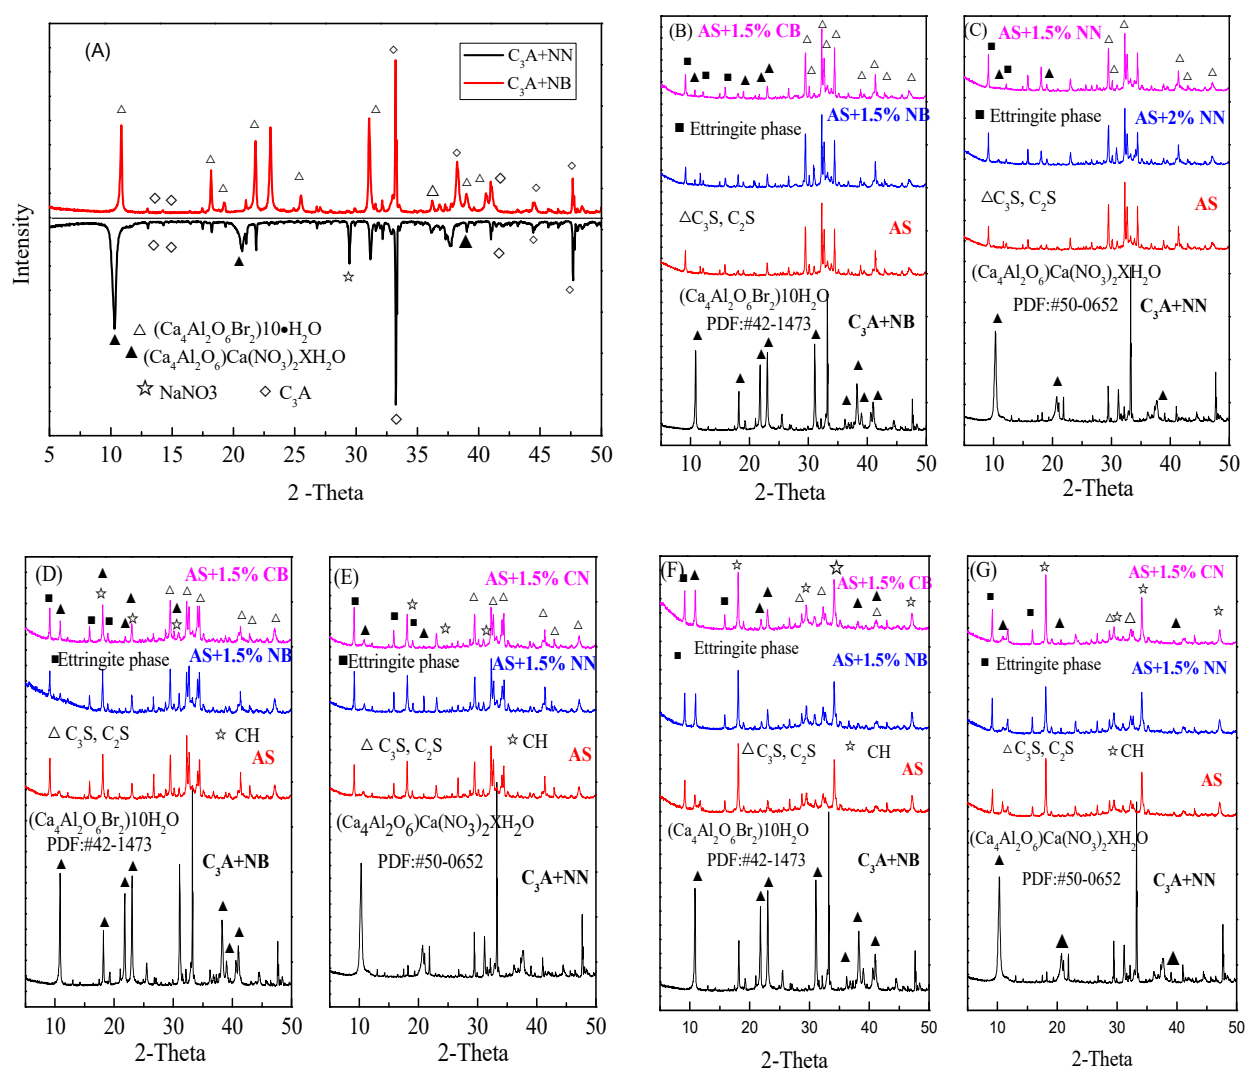 (A)
C₃A+NN
C₃A+NB
Intensity
△ (Ca₄Al₂O₆Br₂)10•H₂O
▲ (Ca₄Al₂O₆)Ca(NO₃)₂XH₂O
☆ NaNO3 ◇ C₃A
5 10 15 20 25 30 35 40 45 50
2 -Theta
(B) AS+1.5% CB
AS+1.5% NB
■ Ettringite phase
△C₃S, C₂S
AS
(Ca₄Al₂O₆Br₂)10H₂O
PDF:#42-1473
C₃A+NB
10 20 30 40 50
2-Theta
(C) AS+1.5% NN
■ Ettringite phase
AS+2% NN
△C₃S, C₂S
AS
(Ca₄Al₂O₆)Ca(NO₃)₂XH₂O
PDF:#50-0652
C₃A+NN
10 20 30 40 50
2-Theta
(D) AS+1.5% CB
■Ettringite phase
AS+1.5% NB
△ C₃S, C₂S ☆ CH
AS
(Ca₄Al₂O₆Br₂)10H₂O
PDF:#42-1473
C₃A+NB
10 20 30 40 50
2-Theta
(E) AS+1.5% CN
■ Ettringite phase
AS+1.5% NN
△ C₃S, C₂S ☆ CH
AS
(Ca₄Al₂O₆)Ca(NO₃)₂XH₂O
PDF:#50-0652
C₃A+NN
10 20 30 40 50
2-Theta
(F) AS+1.5% CB
■ Ettringite phase
AS+1.5% NB
△ C₃S, C₂S ☆ CH
AS
(Ca₄Al₂O₆Br₂)10H₂O
PDF:#42-1473
C₃A+NB
10 20 30 40 50
2-Theta
(G) AS+1.5% CN
■ Ettringite phase
AS+1.5% NN
△C₃S, C₂S ☆CH
AS
(Ca₄Al₂O₆)Ca(NO₃)₂XH₂O
PDF:#50-0652
C₃A+NN
10 20 30 40 50
2-Theta